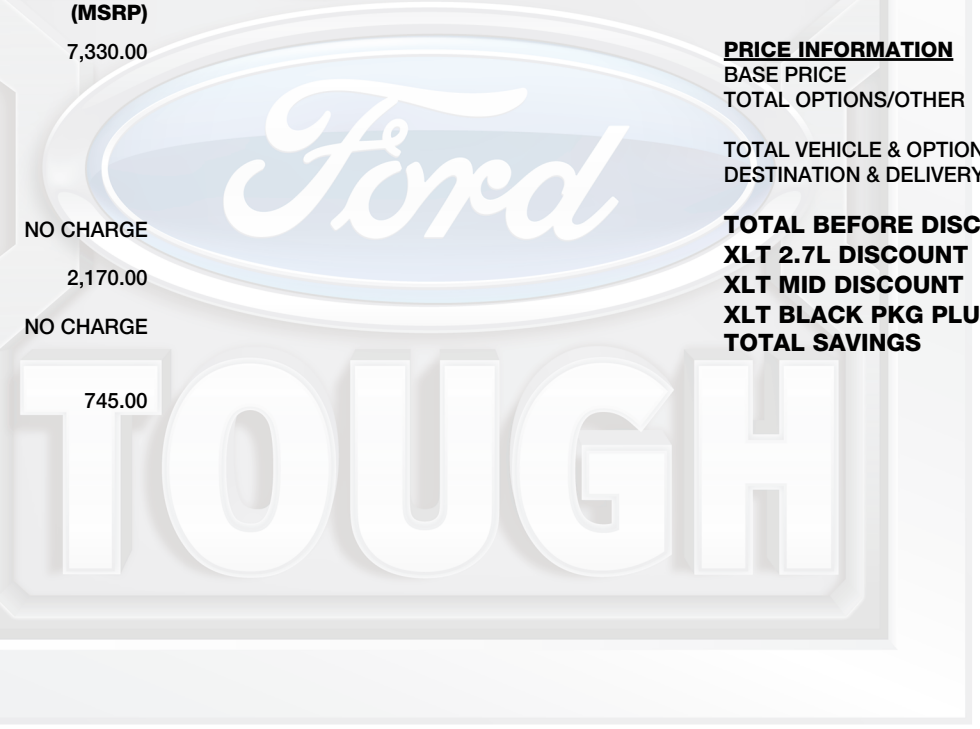 (MSRP)
7,330.00
NO CHARGE
2,170.00
NO CHARGE
745.00
PRICE INFORMATION
BASE PRICE
TOTAL OPTIONS/OTHER
TOTAL VEHICLE & OPTION
DESTINATION & DELIVERY
TOTAL BEFORE DISC
XLT 2.7L DISCOUNT
XLT MID DISCOUNT
XLT BLACK PKG PLU
TOTAL SAVINGS
Ford
TOUGH